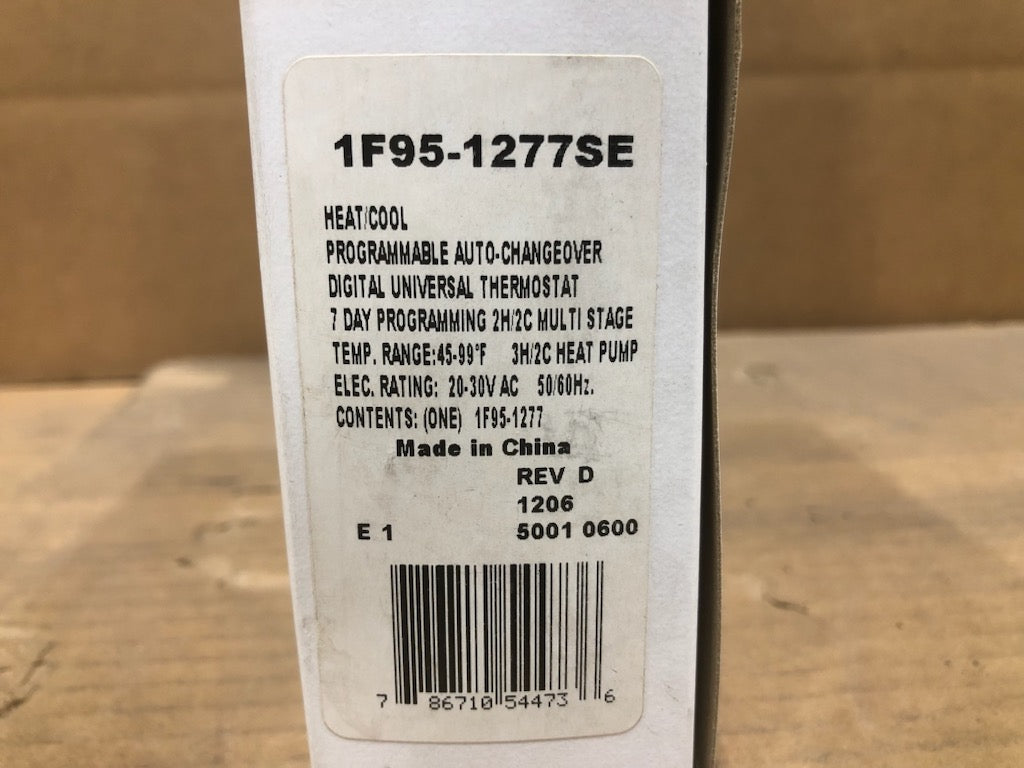 1F95-1277SE
HEAT/COOL
PROGRAMMABLE AUTO-CHANGEOVER
DIGITAL UNIVERSAL THERMOSTAT
7 DAY PROGRAMMING 2H/2C MULTI STAGE
TEMP. RANGE:45-99°F 3H/2C HEAT PUMP
ELEC. RATING: 20-30V AC 50/60Hz.
CONTENTS: (ONE) 1F95-1277
Made in China
REV D
1206
E 1 5001 0600
7 86710 54473 6